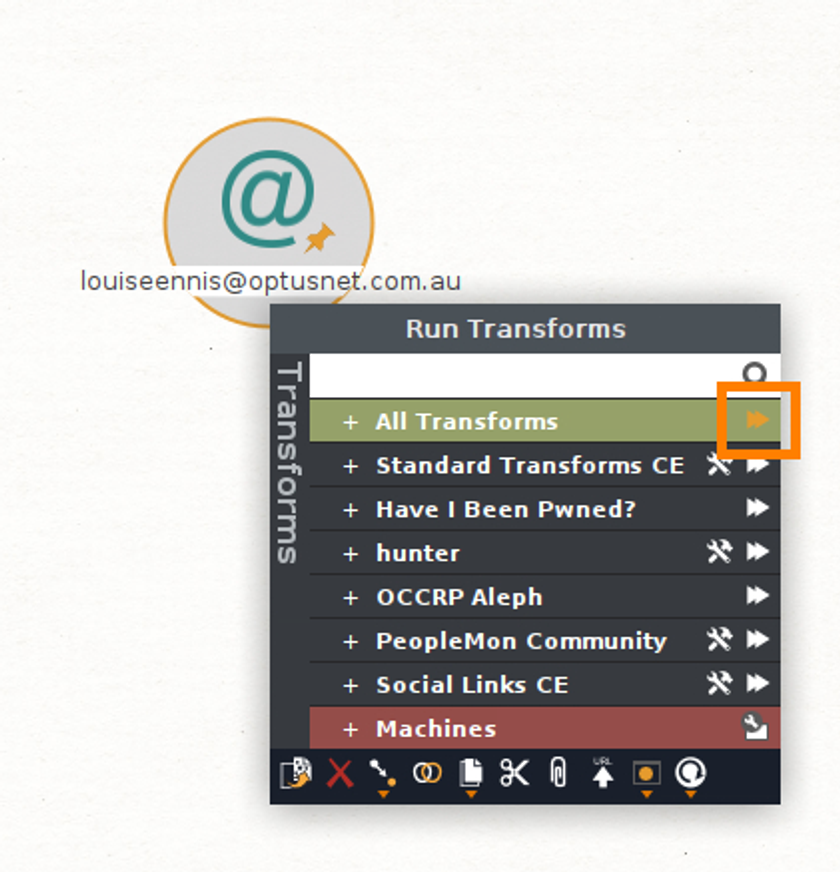 @
louiseennis@optusnet.com.au
Run Transforms
Transforms
+ All Transforms
+ Standard Transforms CE
+ Have I Been Pwned?
+ hunter
+ OCCRP Aleph
+ PeopleMon Community
+ Social Links CE
+ Machines
URL